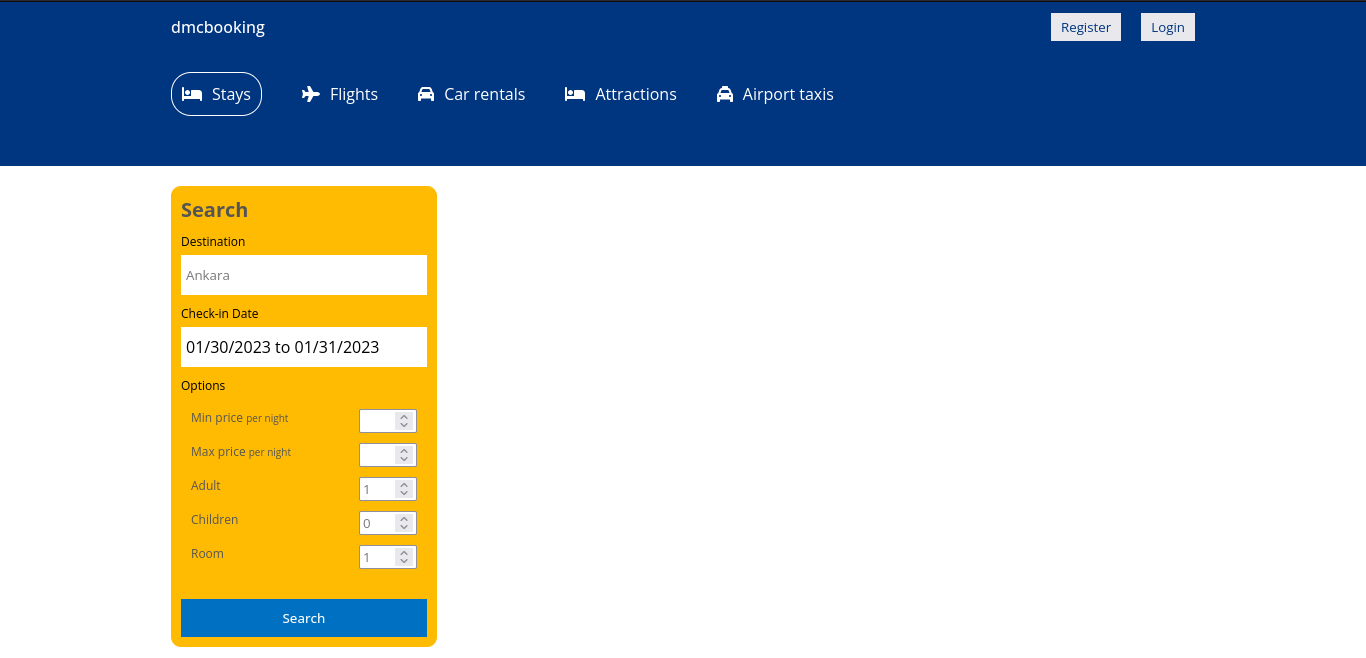 dmcbooking Register Login
Stays Flights Car rentals Attractions Airport taxis
Search
Destination
Ankara
Check-in Date
01/30/2023 to 01/31/2023
Options
Min price per night
Max price per night
Adult 1
Children 0
Room 1
Search